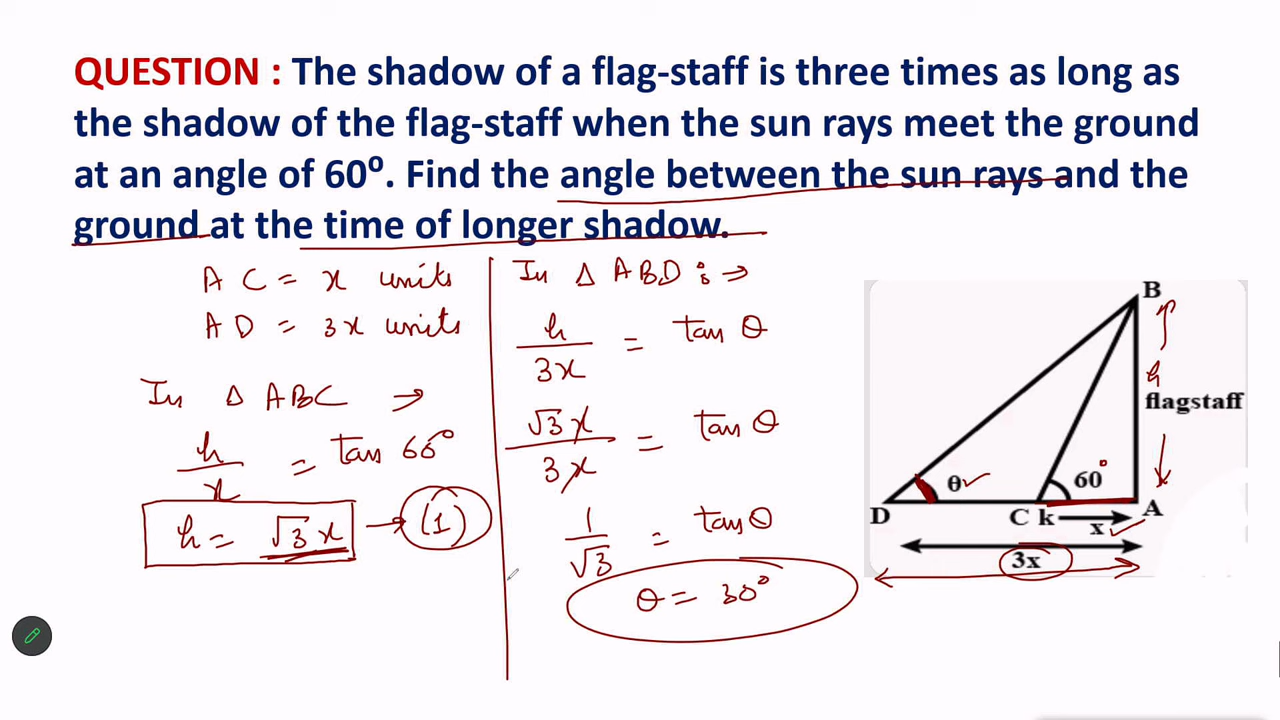 QUESTION : The shadow of a flag-staff is three times as long as
the shadow of the flag-staff when the sun rays meet the ground
at an angle of 60⁰. Find the angle between the sun rays and the
ground at the time of longer shadow.
AC = x units
AD = 3x units
In Δ ABC →
h/x = tan 60°
h = √3 x → (1)
In Δ ABD :⇒
h/3x = tan θ
√3x/3x = tan θ
1/√3 = tan θ
θ = 30°
B
h
flagstaff
θ ✓
60°
D
C k
A
x ✓
3x